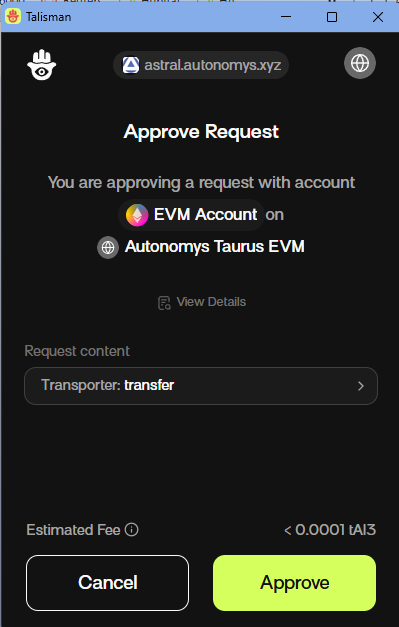 Talisman
astral.autonomys.xyz
Approve Request
You are approving a request with account
EVM Account on
Autonomys Taurus EVM
View Details
Request content
Transporter: transfer
Estimated Fee
< 0.0001 tAI3
Cancel
Approve